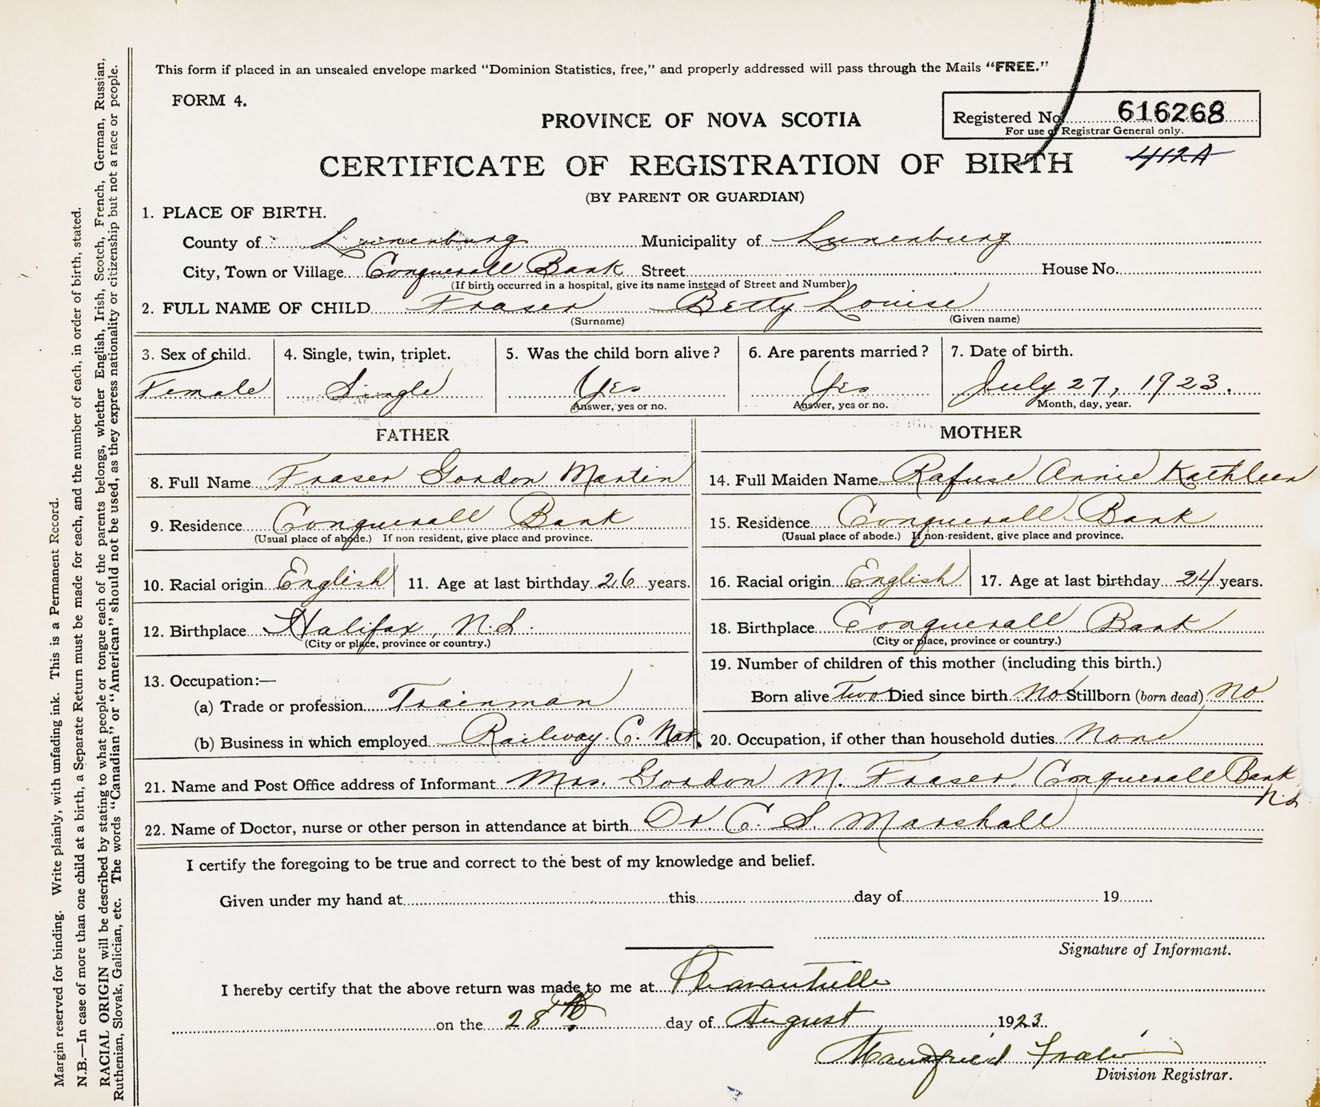 This form if placed in an unsealed envelope marked "Dominion Statistics, free," and properly addressed will pass through the Mails "FREE."
FORM 4.
Registered No. 616268
For use of Registrar General only.
PROVINCE OF NOVA SCOTIA
412A
CERTIFICATE OF REGISTRATION OF BIRTH
(BY PARENT OR GUARDIAN)
1. PLACE OF BIRTH.
County of Lunenburg Municipality of Lunenburg
City, Town or Village Conquerall Bank Street House No.
(If birth occurred in a hospital, give its name instead of Street and Number)
2. FULL NAME OF CHILD Fraser Betty Louise
(Surname) (Given name)
3. Sex of child. 4. Single, twin, triplet. 5. Was the child born alive? 6. Are parents married? 7. Date of birth.
Female Single Yes Yes July 27, 1923.
Answer, yes or no. Answer, yes or no. Month, day, year.
FATHER MOTHER
8. Full Name Fraser Gordon Martin 14. Full Maiden Name Rafuse Annie Kathleen
9. Residence Conquerall Bank 15. Residence Conquerall Bank
(Usual place of abode.) If non resident, give place and province. (Usual place of abode.) If non-resident, give place and province.
10. Racial origin English 11. Age at last birthday 26 years. 16. Racial origin English 17. Age at last birthday 24 years.
12. Birthplace Halifax, N.S. 18. Birthplace Conquerall Bank
(City or place, province or country.) (City or place, province or country.)
13. Occupation:— 19. Number of children of this mother (including this birth.)
(a) Trade or profession Trainman Born alive Two Died since birth No Stillborn (born dead) No
(b) Business in which employed Railway. C. Nat. 20. Occupation, if other than household duties None
21. Name and Post Office address of Informant Mrs. Gordon M. Fraser, Conquerall Bank
N.S.
22. Name of Doctor, nurse or other person in attendance at birth Dr. C. S. Marshall
I certify the foregoing to be true and correct to the best of my knowledge and belief.
Given under my hand at this day of 19
Signature of Informant.
I hereby certify that the above return was made to me at Pleasantville
on the 28th day of August 1923
Division Registrar.
Margin reserved for binding. Write plainly, with unfading ink. This is a Permanent Record.
N.B.—In case of more than one child at a birth, a Separate Return must be made for each, and the number of each, in order of birth, stated.
RACIAL ORIGIN will be described by stating to what people or tongue each of the parents belongs, whether English, Irish, Scotch, French, German, Russian,
Ruthenian, Slovak, Galician, etc. The words "Canadian" or "American" should not be used, as they express nationality or citizenship but not a race or people.